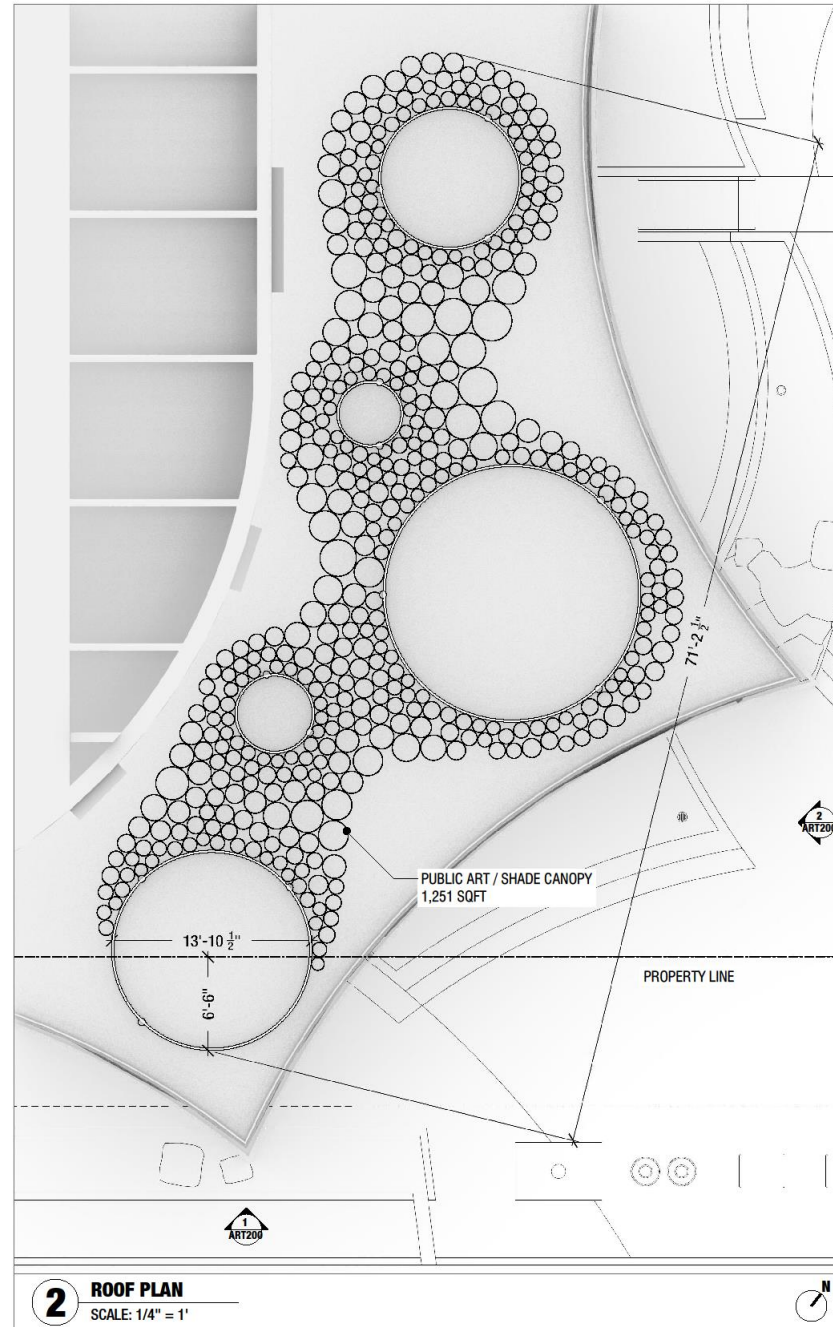 71'-2 1/2"
2
ART200
PUBLIC ART / SHADE CANOPY
1,251 SQFT
13'-10 1/2"
PROPERTY LINE
6'-6"
1
ART200
2
ROOF PLAN
SCALE: 1/4" = 1'
N